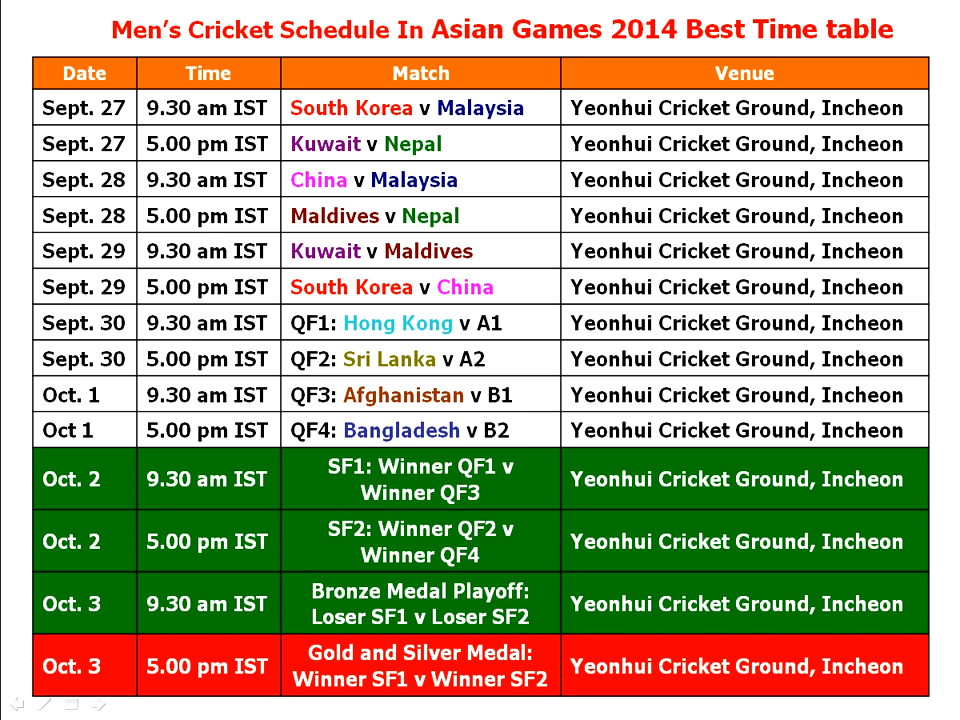 Men's Cricket Schedule In Asian Games 2014 Best Time table
Date Time Match Venue
Sept. 27 9.30 am IST South Korea v Malaysia Yeonhui Cricket Ground, Incheon
Sept. 27 5.00 pm IST Kuwait v Nepal Yeonhui Cricket Ground, Incheon
Sept. 28 9.30 am IST China v Malaysia Yeonhui Cricket Ground, Incheon
Sept. 28 5.00 pm IST Maldives v Nepal Yeonhui Cricket Ground, Incheon
Sept. 29 9.30 am IST Kuwait v Maldives Yeonhui Cricket Ground, Incheon
Sept. 29 5.00 pm IST South Korea v China Yeonhui Cricket Ground, Incheon
Sept. 30 9.30 am IST QF1: Hong Kong v A1 Yeonhui Cricket Ground, Incheon
Sept. 30 5.00 pm IST QF2: Sri Lanka v A2 Yeonhui Cricket Ground, Incheon
Oct. 1 9.30 am IST QF3: Afghanistan v B1 Yeonhui Cricket Ground, Incheon
Oct 1 5.00 pm IST QF4: Bangladesh v B2 Yeonhui Cricket Ground, Incheon
Oct. 2 9.30 am IST SF1: Winner QF1 v
Winner QF3 Yeonhui Cricket Ground, Incheon
Oct. 2 5.00 pm IST SF2: Winner QF2 v
Winner QF4 Yeonhui Cricket Ground, Incheon
Oct. 3 9.30 am IST Bronze Medal Playoff:
Loser SF1 v Loser SF2 Yeonhui Cricket Ground, Incheon
Oct. 3 5.00 pm IST Gold and Silver Medal:
Winner SF1 v Winner SF2 Yeonhui Cricket Ground, Incheon